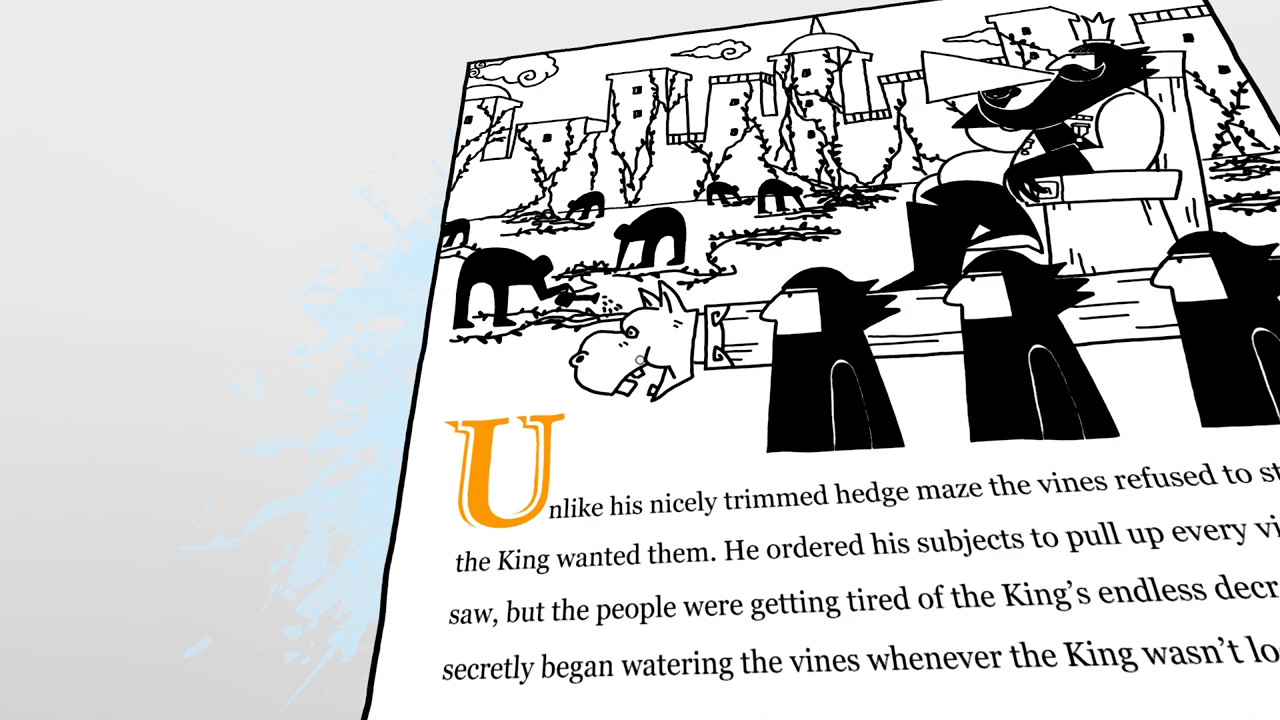 Unlike his nicely trimmed hedge maze the vines refused to st
the King wanted them. He ordered his subjects to pull up every vi
saw, but the people were getting tired of the King's endless decr
secretly began watering the vines whenever the King wasn't lo